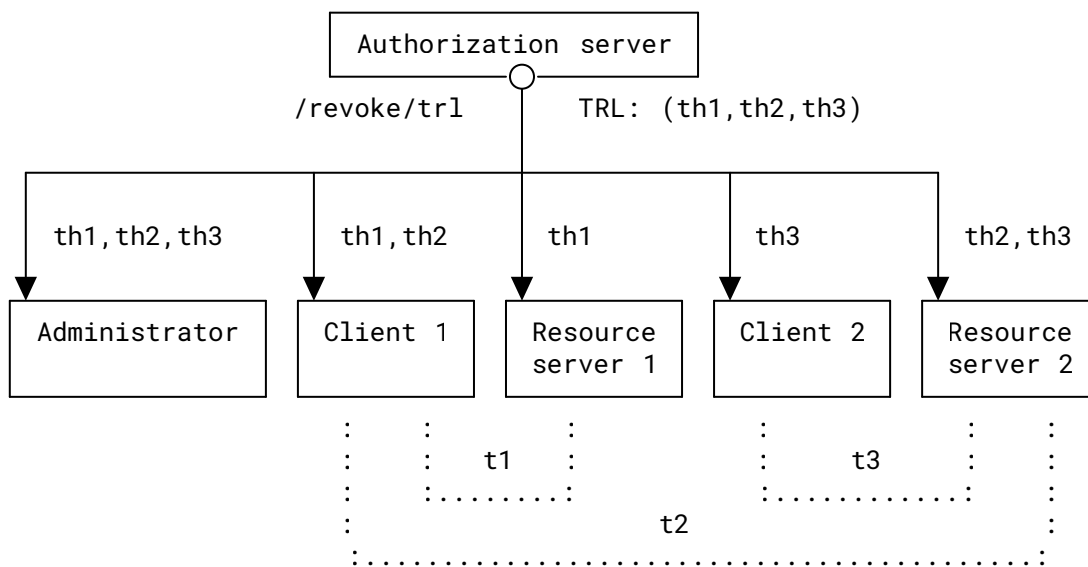 Authorization server
/revoke/trl TRL: (th1,th2,th3)
th1,th2,th3 th1,th2 th1 th3 th2,th3
Administrator Client 1 Resource server 1 Client 2 Resource server 2
t1 t3
t2